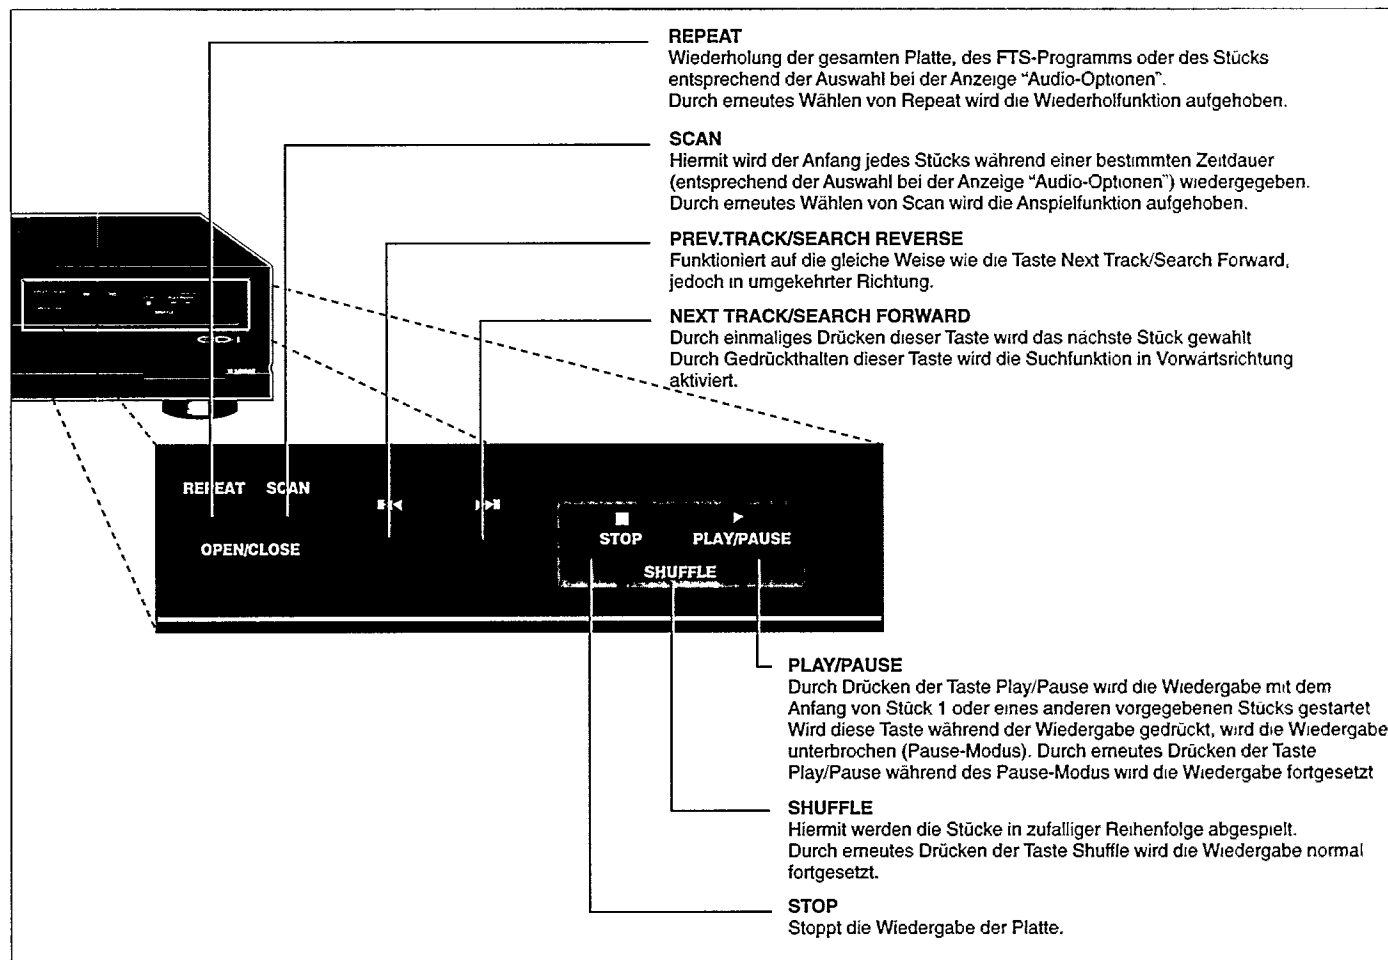 REPEAT
Wiederholung der gesamten Platte, des FTS-Programms oder des Stücks
entsprechend der Auswahl bei der Anzeige "Audio-Optionen".
Durch erneutes Wählen von Repeat wird die Wiederholfunktion aufgehoben.
SCAN
Hiermit wird der Anfang jedes Stücks während einer bestimmten Zeitdauer
(entsprechend der Auswahl bei der Anzeige "Audio-Optionen") wiedergegeben.
Durch erneutes Wählen von Scan wird die Anspielfunktion aufgehoben.
PREV.TRACK/SEARCH REVERSE
Funktioniert auf die gleiche Weise wie die Taste Next Track/Search Forward,
jedoch in umgekehrter Richtung.
NEXT TRACK/SEARCH FORWARD
Durch einmaliges Drücken dieser Taste wird das nächste Stück gewahlt
Durch Gedrückthalten dieser Taste wird die Suchfunktion in Vorwärtsrichtung
aktiviert.
REPEAT SCAN
OPEN/CLOSE
STOP PLAY/PAUSE
SHUFFLE
PLAY/PAUSE
Durch Drücken der Taste Play/Pause wird die Wiedergabe mit dem
Anfang von Stück 1 oder eines anderen vorgegebenen Stücks gestartet
Wird diese Taste während der Wiedergabe gedrückt, wird die Wiedergabe
unterbrochen (Pause-Modus). Durch erneutes Drücken der Taste
Play/Pause während des Pause-Modus wird die Wiedergabe fortgesetzt
SHUFFLE
Hiermit werden die Stücke in zufalliger Reihenfolge abgespielt.
Durch erneutes Drücken der Taste Shuffle wird die Wiedergabe normal
fortgesetzt.
STOP
Stoppt die Wiedergabe der Platte.